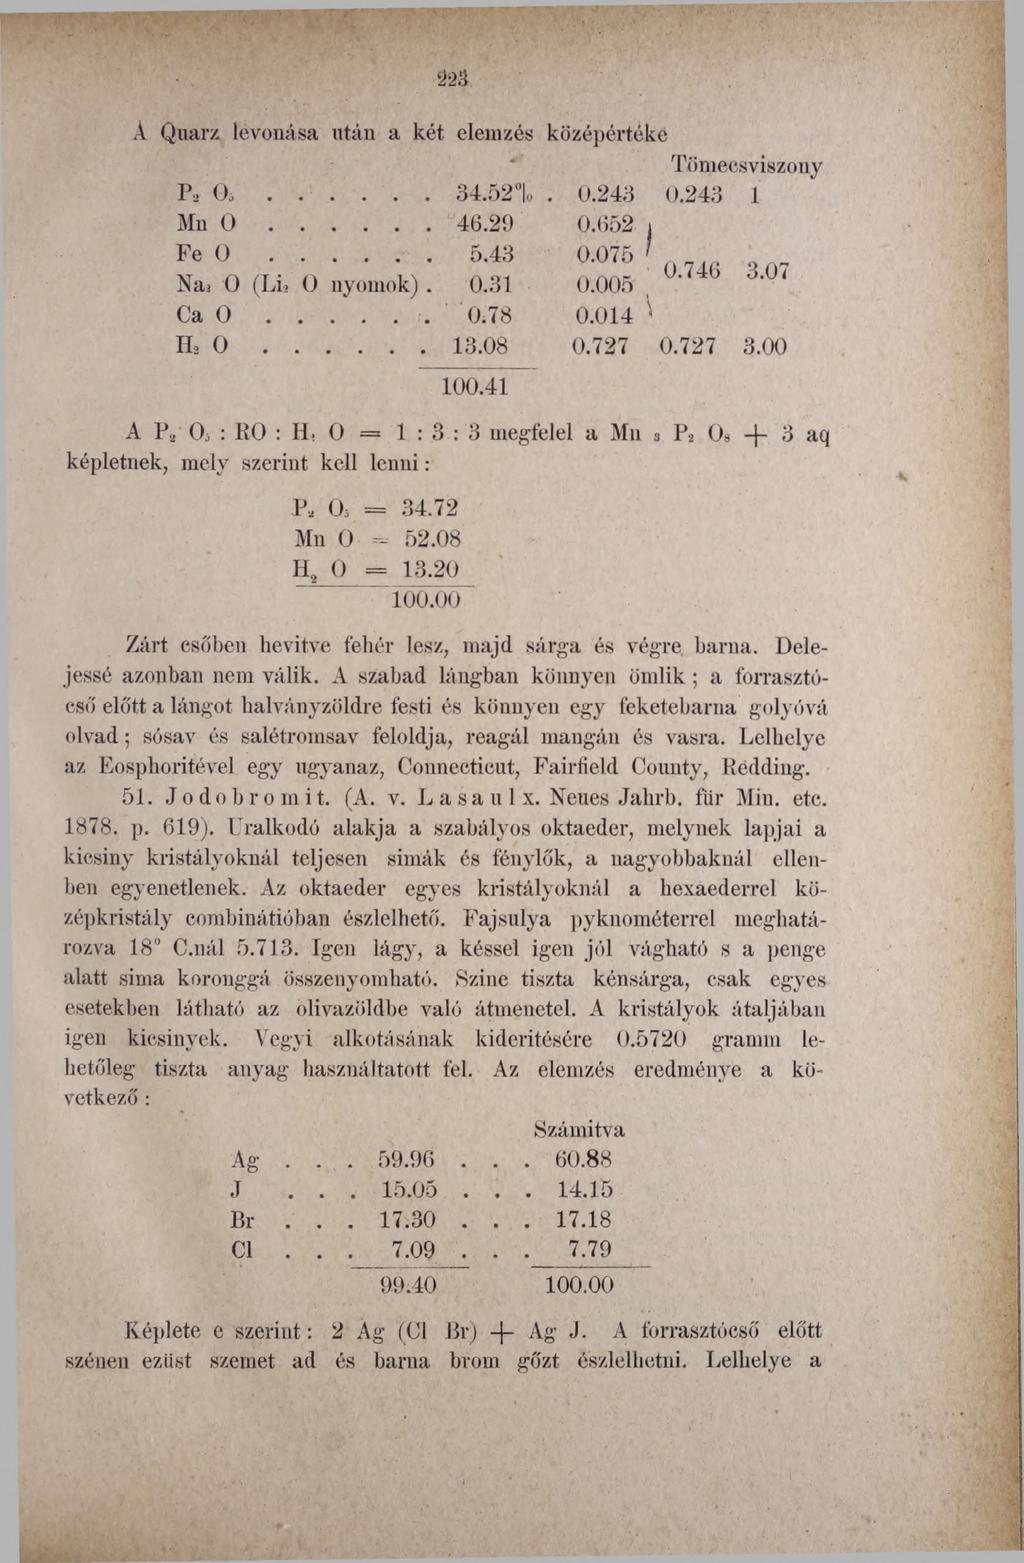 223
A Quarz levonása után a két elemzés középértéke
Tömecsviszony
P₂ O₅ . . . . . . 34.52°|₀ . 0.243 0.243 1
Mn O . . . . . . 46.29 0.652
Fe O . . . . . . 5.43 0.075
0.746 3.07
Na₂ O (Li₂ O nyomok) . 0.31 0.005
Ca O . . . . . . 0.78 0.014
H₂ O . . . . . . 13.08 0.727 0.727 3.00
100.41
A P₂ O₅ : RO : H₂ O = 1 : 3 : 3 megfelel a Mn ₃ P₂ O₈ + 3 aq
képletnek, mely szerint kell lenni :
P₂ O₅ = 34.72
Mn O = 52.08
H₂ O = 13.20
100.00
Zárt csőben hevitve fehér lesz, majd sárga és végre barna. Dele-
jessé azonban nem válik. A szabad lángban könnyen ömlik ; a forrasztó-
cső előtt a lángot halványzöldre festi és könnyen egy feketebarna golyóvá
olvad ; sósav és salétromsav feloldja, reagál mangán és vasra. Lelhelye
az Eosphoritével egy ugyanaz, Connecticut, Fairfield County, Redding.
51. Jodobromit. (A. v. Lasaulx. Neues Jahrb. für Min. etc.
1878. p. 619). Uralkodó alakja a szabályos oktaeder, melynek lapjai a
kicsiny kristályoknál teljesen simák és fénylők, a nagyobbaknál ellen-
ben egyenetlenek. Az oktaeder egyes kristályoknál a hexaederrel kö-
zépkristály combinátióban észlelhető. Fajsulya pyknométerrel meghatá-
rozva 18° C.nál 5.713. Igen lágy, a késsel igen jól vágható s a penge
alatt sima koronggá összenyomható. Szine tiszta kénsárga, csak egyes
esetekben látható az olivazöldbe való átmenetel. A kristályok átaljában
igen kicsinyek. Vegyi alkotásának kideritésére 0.5720 gramm le-
hetőleg tiszta anyag használtatott fel. Az elemzés eredménye a kö-
vetkező :
Számitva
Ag . . . 59.96 . . . 60.88
J . . . 15.05 . . . 14.15
Br . . . 17.30 . . . 17.18
Cl . . . 7.09 . . . 7.79
99.40 100.00
Képlete e szerint : 2 Ag (Cl Br) + Ag J. A forrasztócső előtt
szénen ezüst szemet ad és barna brom gőzt észlelhetni. Lelhelye a